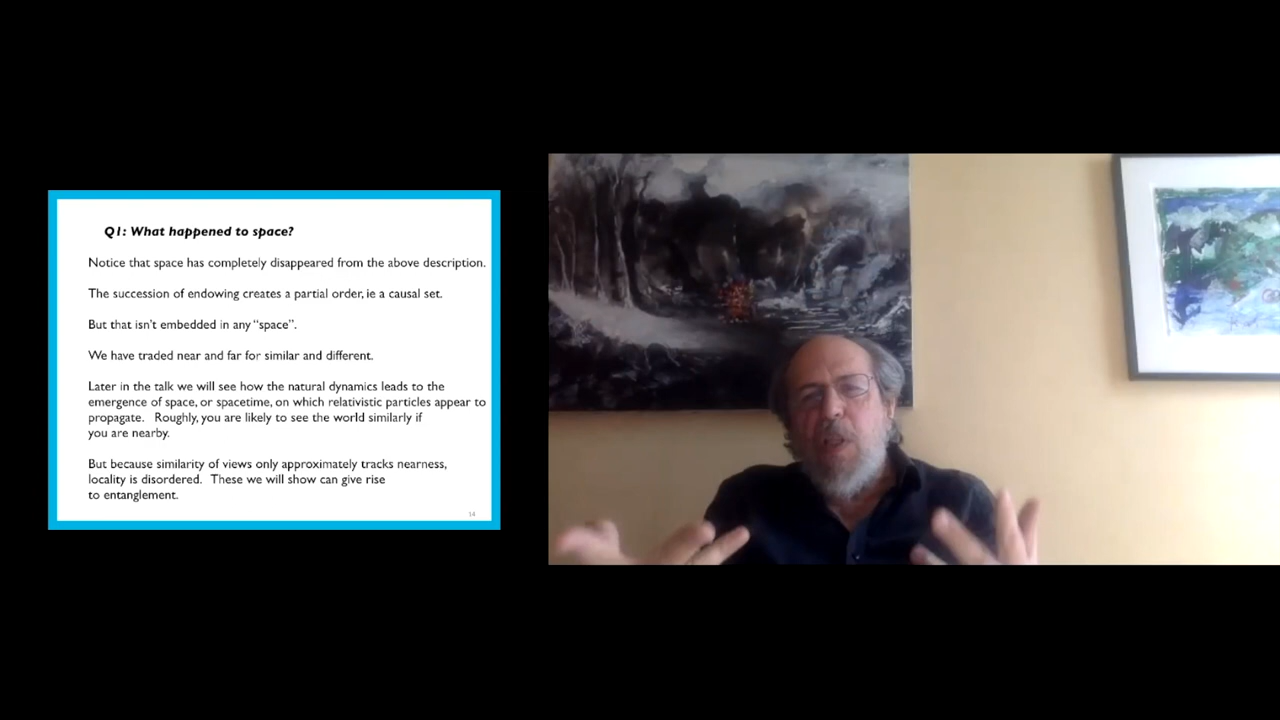 Q1: What happened to space?
Notice that space has completely disappeared from the above description.
The succession of endowing creates a partial order, ie a causal set.
But that isn't embedded in any “space”.
We have traded near and far for similar and different.
Later in the talk we will see how the natural dynamics leads to the
emergence of space, or spacetime, on which relativistic particles appear to
propagate. Roughly, you are likely to see the world similarly if
you are nearby.
But because similarity of views only approximately tracks nearness,
locality is disordered. These we will show can give rise
to entanglement.
14